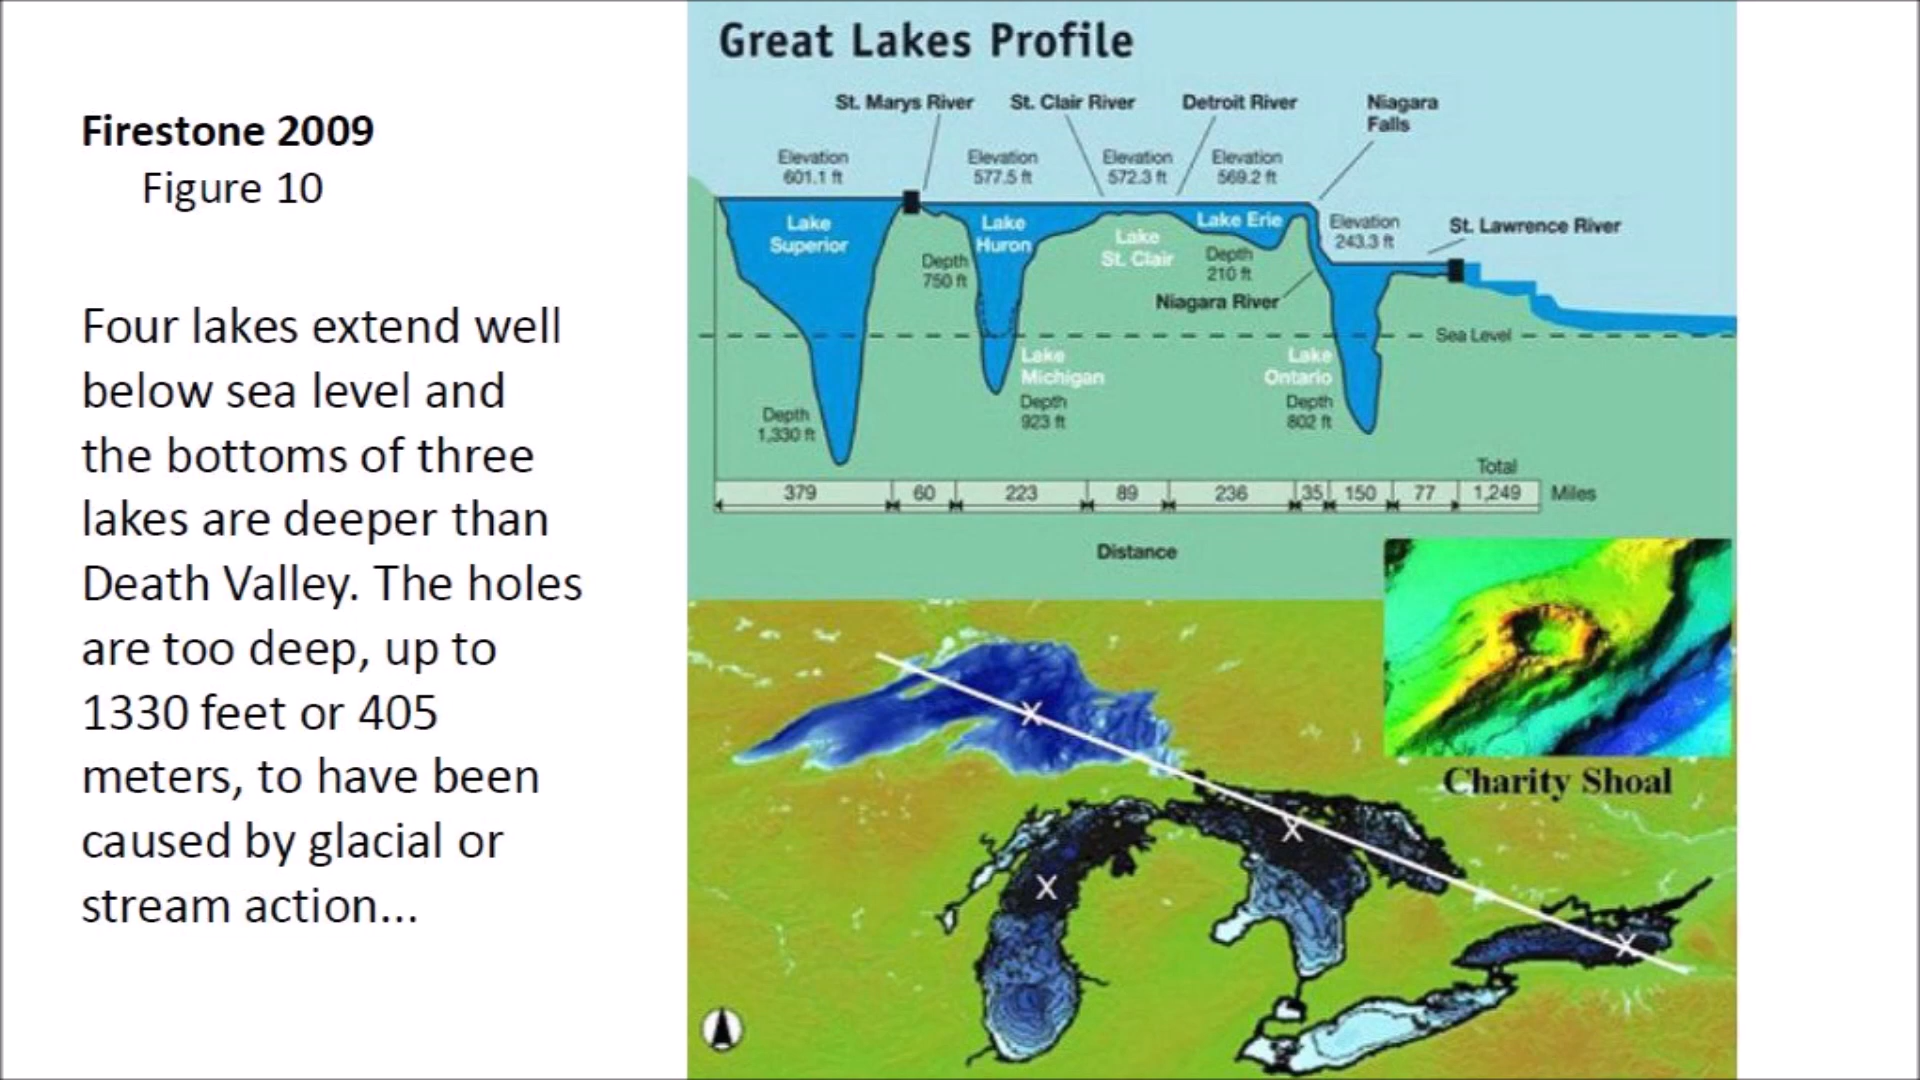 Firestone 2009
Figure 10
Four lakes extend well
below sea level and
the bottoms of three
lakes are deeper than
Death Valley. The holes
are too deep, up to
1330 feet or 405
meters, to have been
caused by glacial or
stream action...
Great Lakes Profile
St. Marys River
St. Clair River
Detroit River
Niagara
Falls
Elevation
601.1 ft
Elevation
577.5 ft
Elevation
572.3 ft
Elevation
569.2 ft
Lake
Superior
Lake
Huron
Lake
St. Clair
Lake Erie
Elevation
243.3 ft
St. Lawrence River
Depth
750 ft
Depth
210 ft
Niagara River
Sea Level
Lake
Michigan
Depth
923 ft
Lake
Ontario
Depth
802 ft
Depth
1,330 ft
Total
379 60 223 89 236 35 150 77 1,249 Miles
Distance
Charity Shoal
X
X
X
X